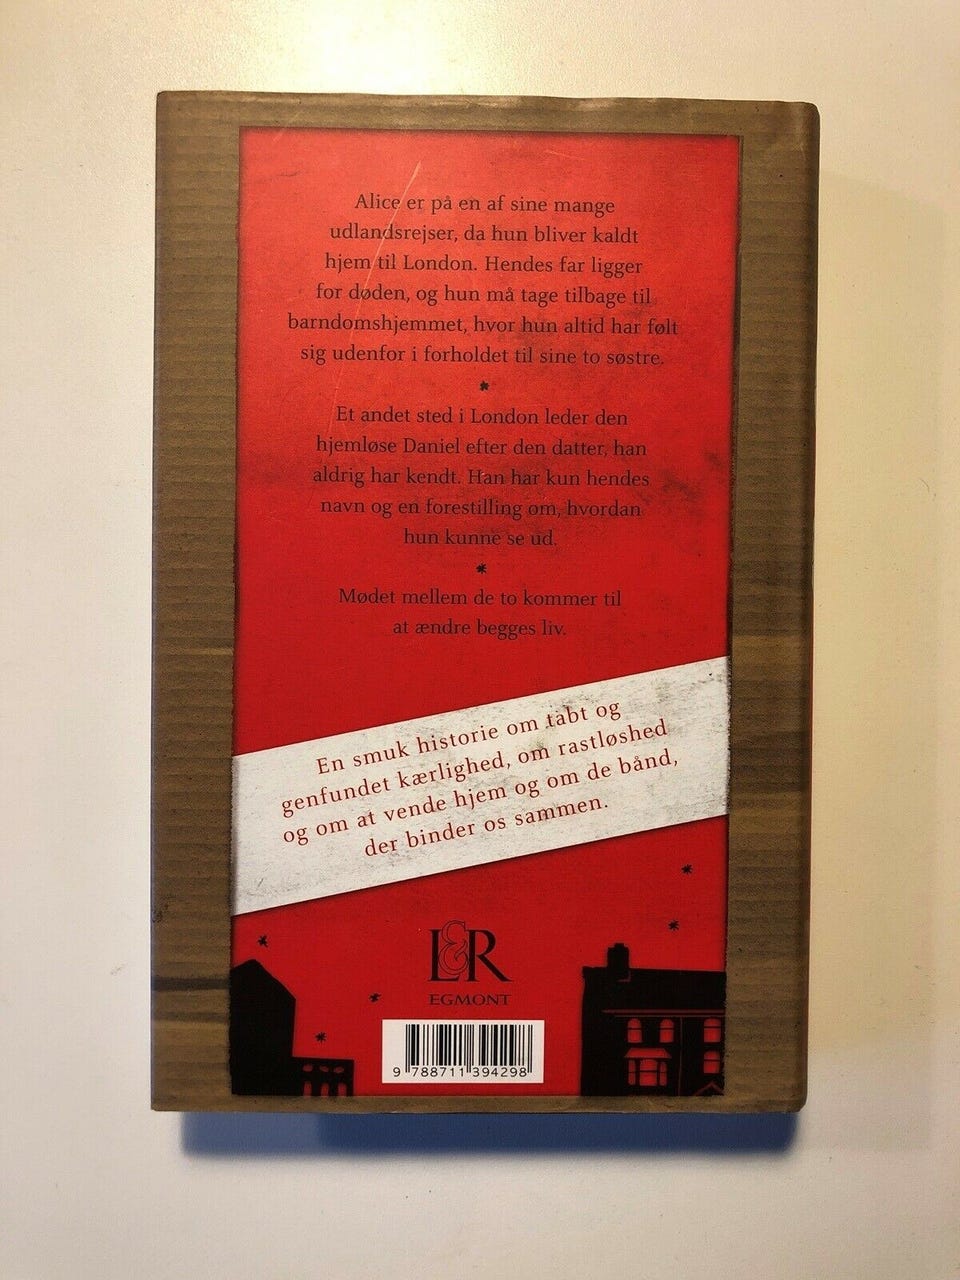 Alice er på en af sine mange
udlandsrejser, da hun bliver kaldt
hjem til London. Hendes far ligger
for døden, og hun må tage tilbage til
barndomshjemmet, hvor hun altid har følt
sig udenfor i forholdet til sine to søstre.
Et andet sted i London leder den
hjemløse Daniel efter den datter, han
aldrig har kendt. Han har kun hendes
navn og en forestilling om, hvordan
hun kunne se ud.
Mødet mellem de to kommer til
at ændre begges liv.
En smuk historie om tabt og
genfundet kærlighed, om rastløshed
og om at vende hjem og om de bånd,
der binder os sammen.
L&R
EGMONT
9 788711 394298